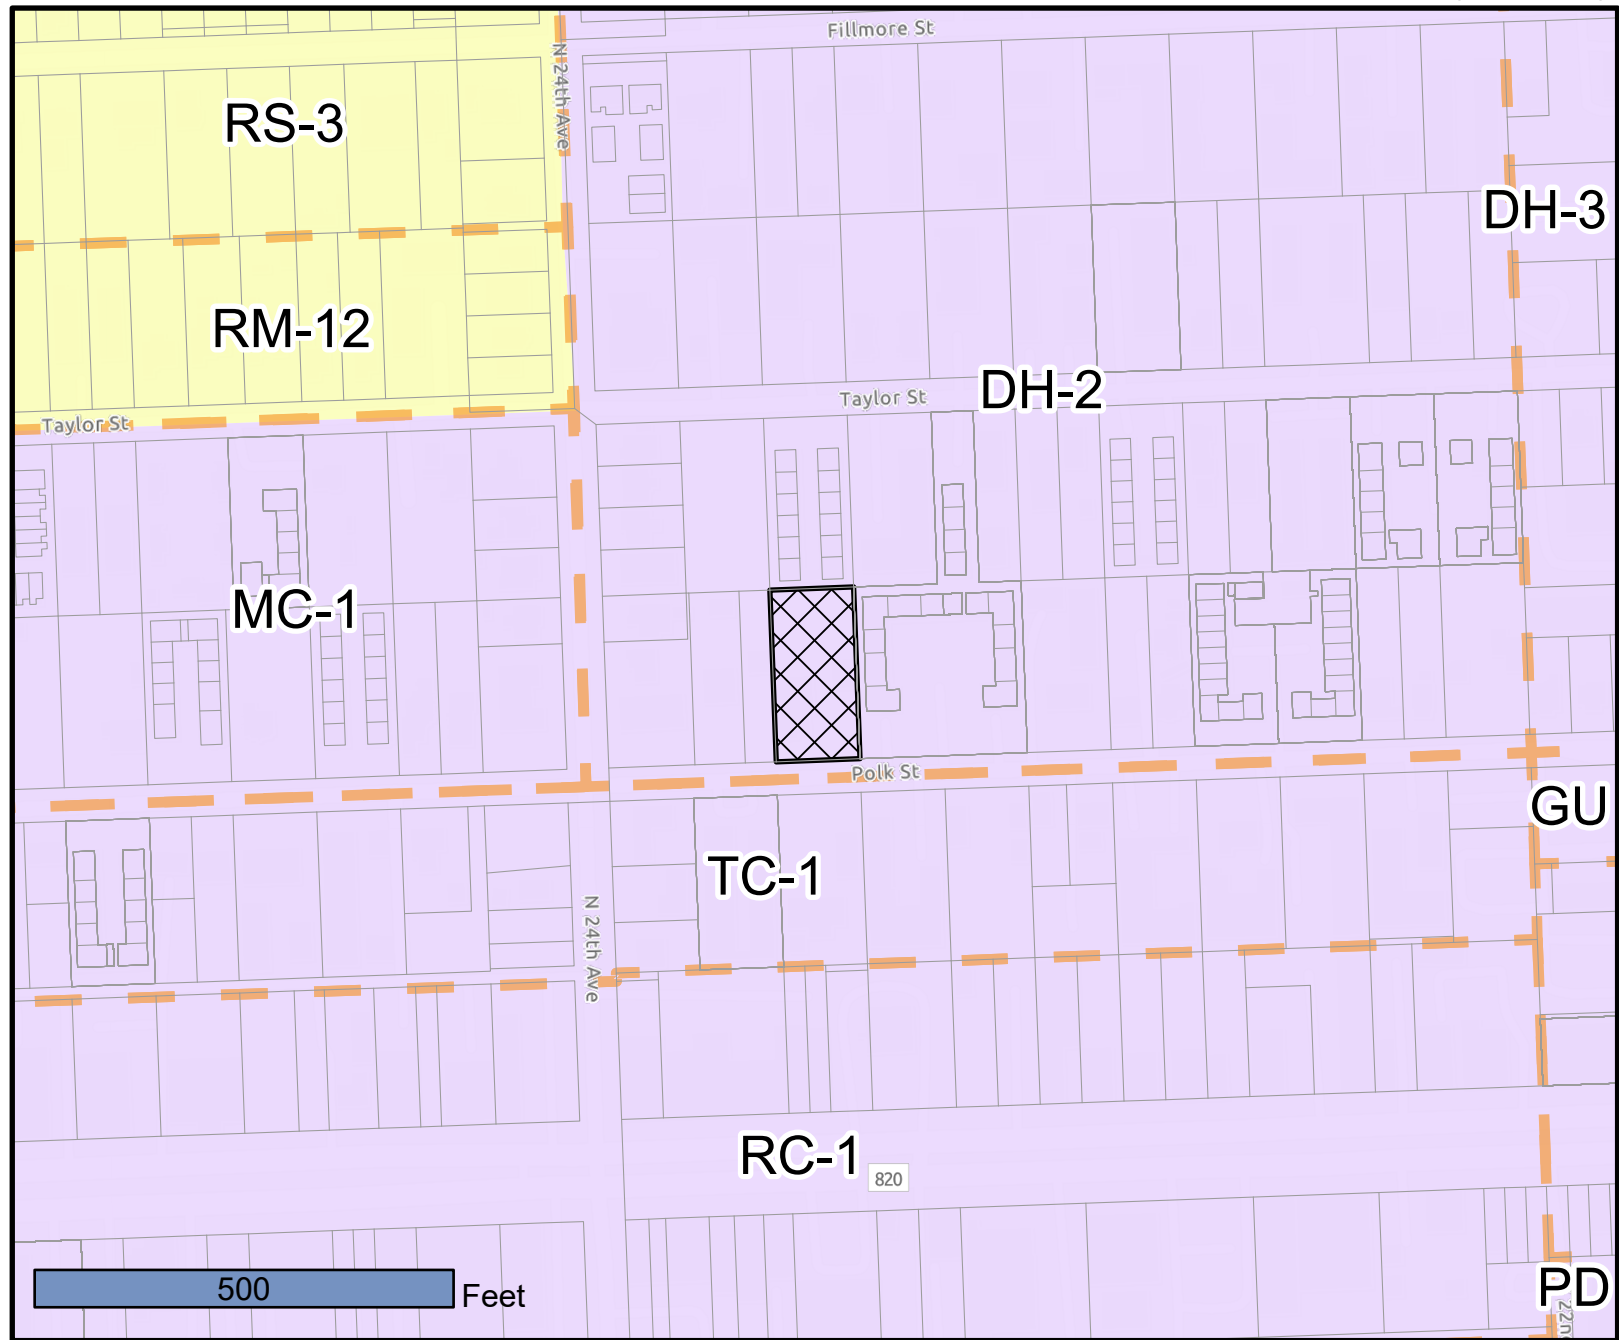 Fillmore St
N 24th Ave
RS-3
DH-3
RM-12
DH-2
Taylor St
Taylor St
MC-1
Polk St
GU
TC-1
N 24th Ave
RC-1
820
500
Feet
PD